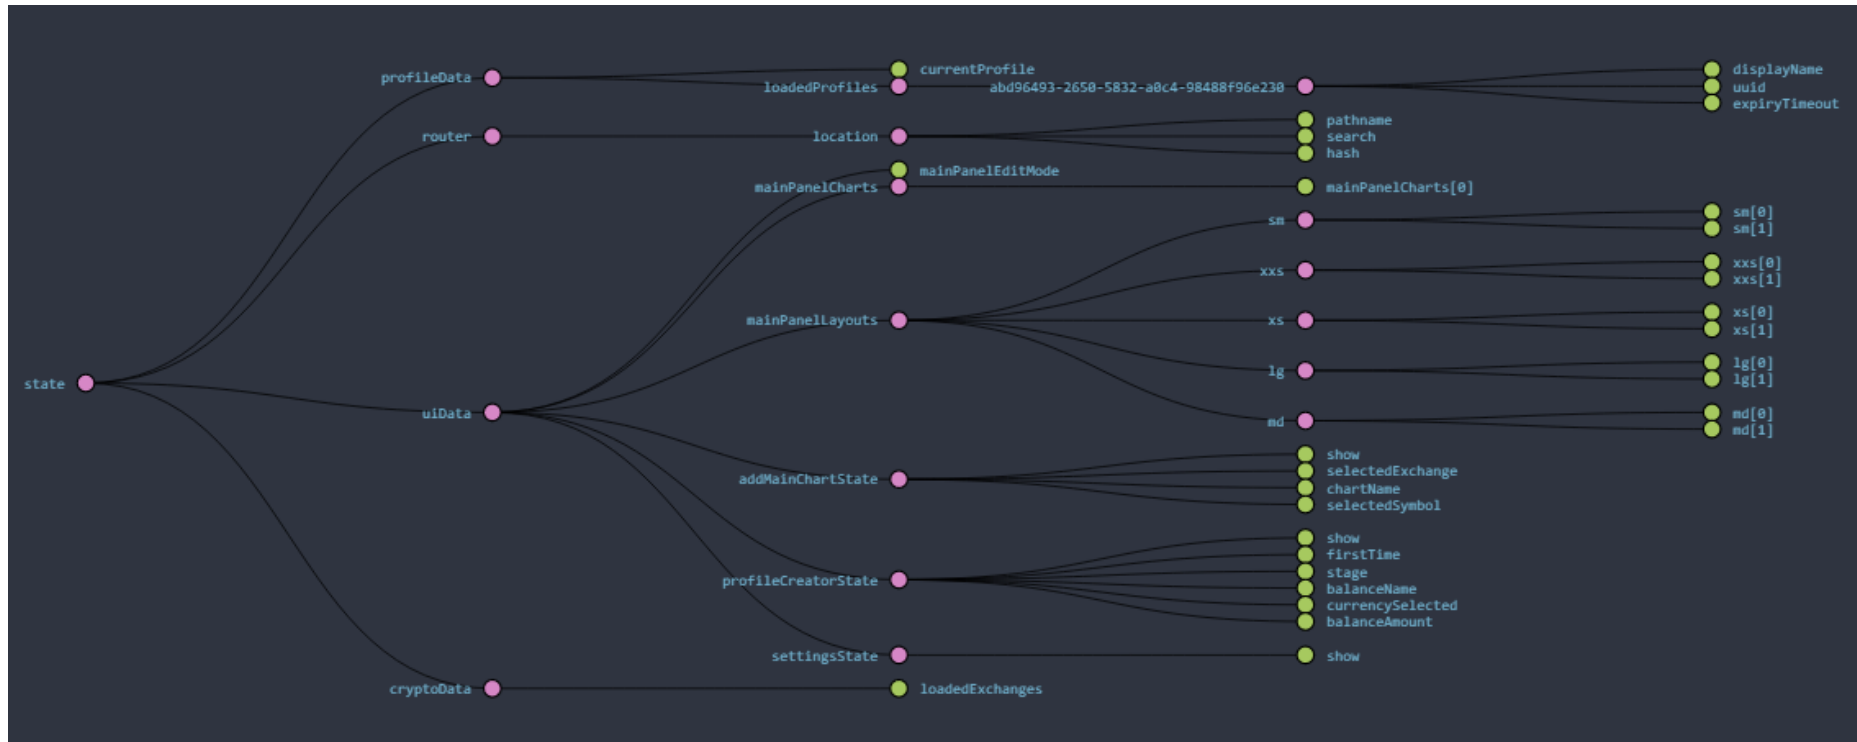 currentProfile
displayName
profileData
loadedProfiles
abd96493-2650-5832-a0c4-98488f96e230
uuid
expiryTimeout
pathname
router
location
search
hash
mainPanelEditMode
mainPanelCharts
mainPanelCharts[0]
sm
sm[0]
sm[1]
xxs
xxs[0]
xxs[1]
mainPanelLayouts
xs
xs[0]
xs[1]
lg
lg[0]
lg[1]
state
uiData
md
md[0]
md[1]
addMainChartState
show
selectedExchange
chartName
selectedSymbol
profileCreatorState
show
firstTime
stage
balanceName
currencySelected
balanceAmount
settingsState
show
cryptoData
loadedExchanges